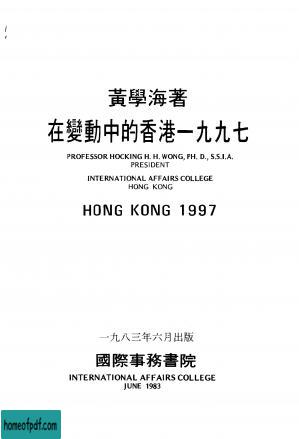 黃學海著
在變動中的香港一九九七
PROFESSOR HOCKING H. H. WONG, PH. D., S.S.I.A.
PRESIDENT
INTERNATIONAL AFFAIRS COLLEGE
HONG KONG
HONG KONG 1997
一九八三年六月出版
國際事務書院
INTERNATIONAL AFFAIRS COLLEGE
JUNE 1983
homeofpdf.com